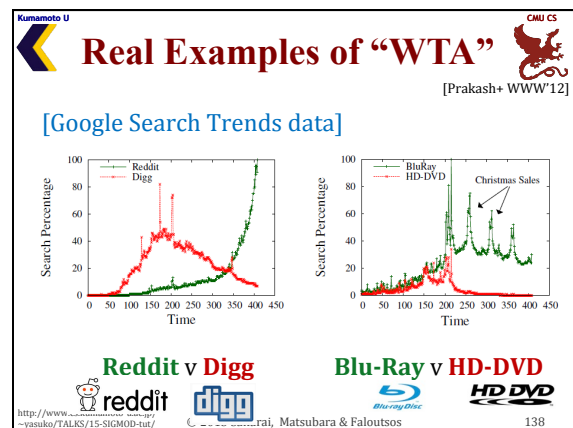 Kumamoto U
CMU CS
Real Examples of “WTA”
[Prakash+ WWW’12]
[Google Search Trends data]
Search Percentage
100
80
60
40
20
0
Reddit
Digg
0 50 100 150 200 250 300 350 400 450
Time
Search Percentage
100
80
60
40
20
0
BluRay
HD-DVD
Christmas Sales
0 50 100 150 200 250 300 350 400 450
Time
Reddit v Digg
Blu-Ray v HD-DVD
reddit
digg
Blu-ray Disc
HD DVD
~yasuko/TALKS/15-SIGMOD-tut/
Matsubara & Faloutsos
138